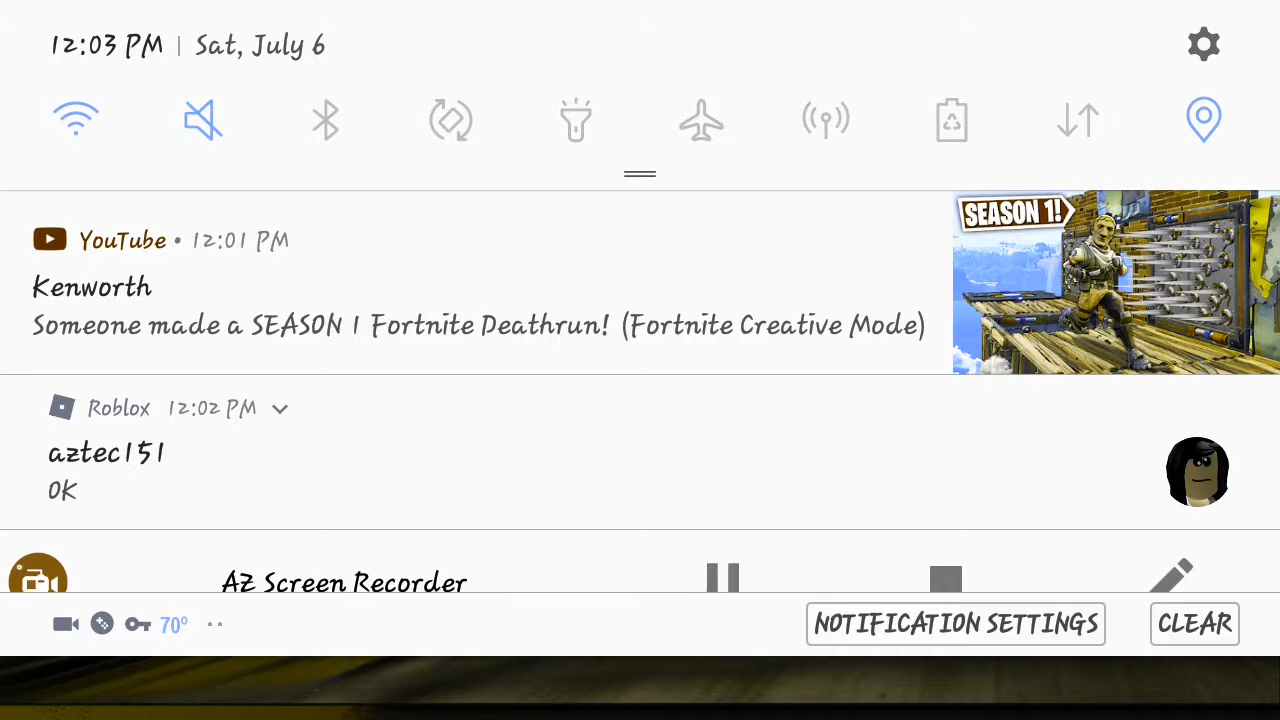 12:03 PM | Sat, July 6
YouTube • 12:01 PM
Kenworth
Someone made a SEASON 1 Fortnite Deathrun! (Fortnite Creative Mode)
SEASON 1!
Roblox 12:02 PM
aztec151
OK
AZ Screen Recorder
70°
NOTIFICATION SETTINGS
CLEAR